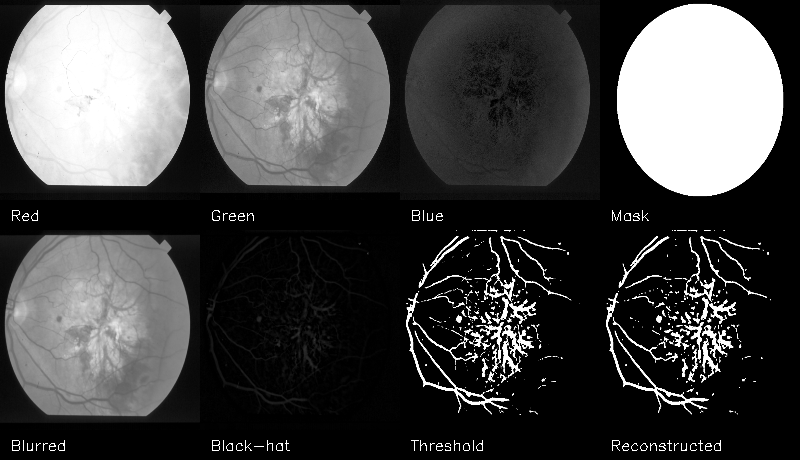 Red
Green
Blue
Mask
Blurred
Black-hat
Threshold
Reconstructed